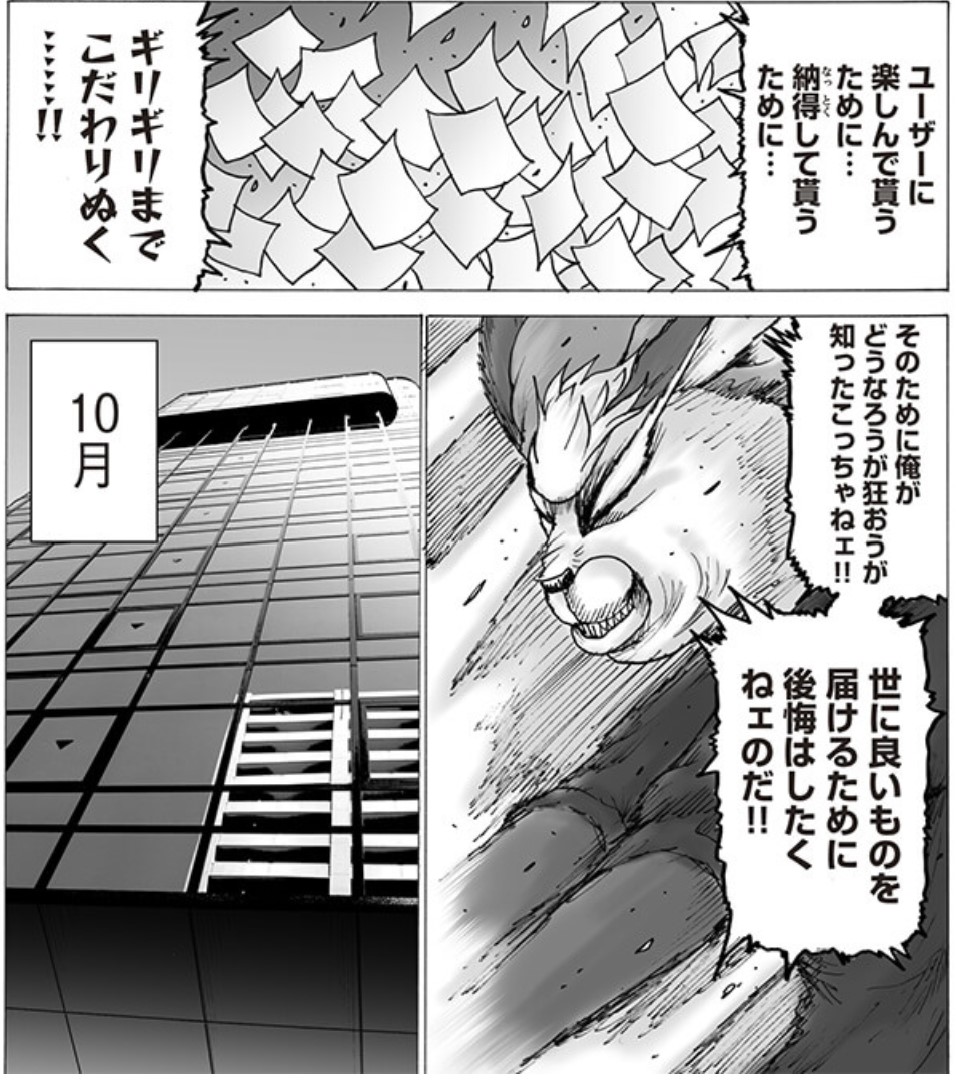 ユーザーに
楽しんで貰う
ために…
納得して貰う
なっとく
ために…
ギリギリまで
こだわりぬく
……!!
そのために俺が
どうなろうが狂おうが
知ったこっちゃねェ!!
世に良いものを
届けるために
後悔はしたく
ねェのだ!!
10
月